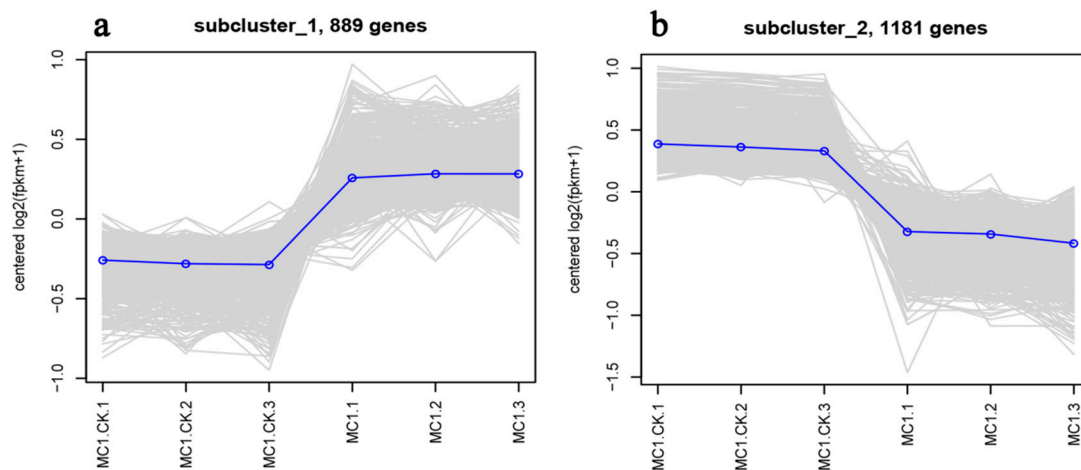 a
subcluster_1, 889 genes
centered log2(fpkm+1)
1.0
0.5
0.0
−0.5
−1.0
MC1.CK.1
MC1.CK.2
MC1.CK.3
MC1.1
MC1.2
MC1.3
b
subcluster_2, 1181 genes
centered log2(fpkm+1)
1.0
0.5
0.0
−0.5
−1.0
−1.5
MC1.CK.1
MC1.CK.2
MC1.CK.3
MC1.1
MC1.2
MC1.3